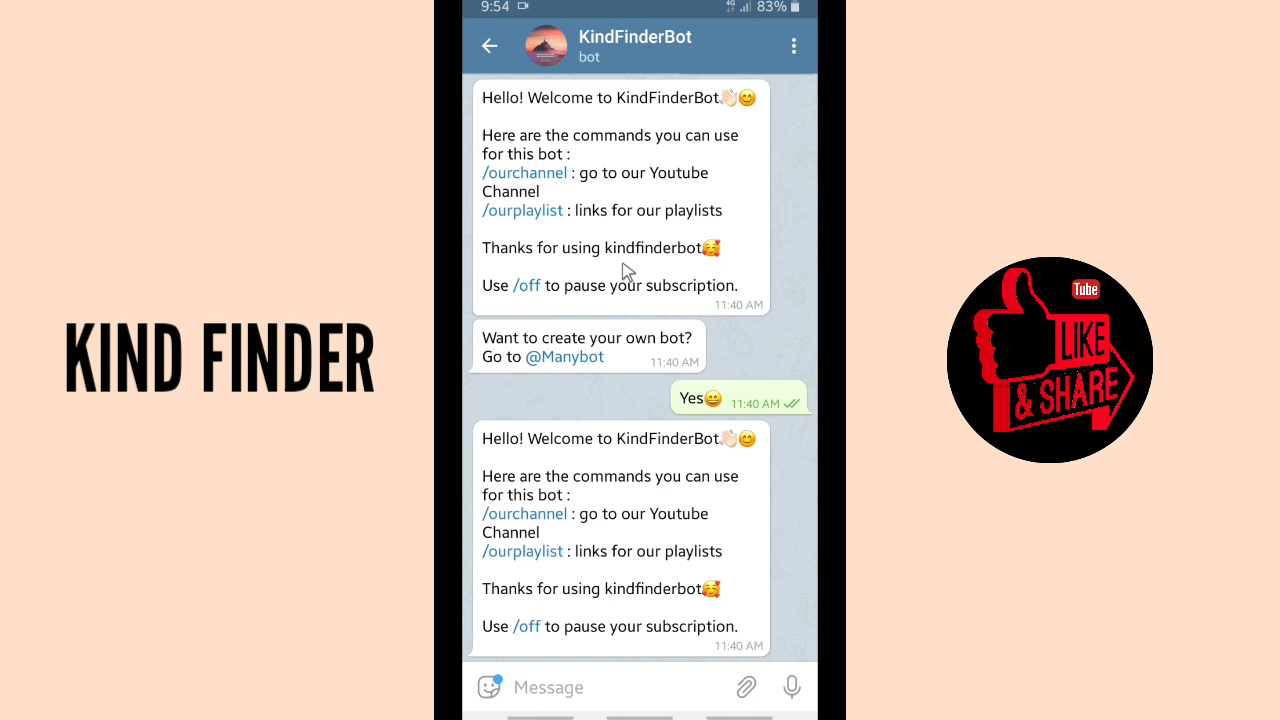 9:54 4G 83%
KindFinderBot
bot
Hello! Welcome to KindFinderBot👋🏻😊
Here are the commands you can use
for this bot :
/ourchannel : go to our Youtube
Channel
/ourplaylist : links for our playlists
Thanks for using kindfinderbot🥰
Use /off to pause your subscription.
11:40 AM
Want to create your own bot?
Go to @Manybot 11:40 AM
Yes😄 11:40 AM
Hello! Welcome to KindFinderBot👋🏻😊
Here are the commands you can use
for this bot :
/ourchannel : go to our Youtube
Channel
/ourplaylist : links for our playlists
Thanks for using kindfinderbot🥰
Use /off to pause your subscription.
11:40 AM
Message
KIND FINDER
Tube
LIKE
& SHARE